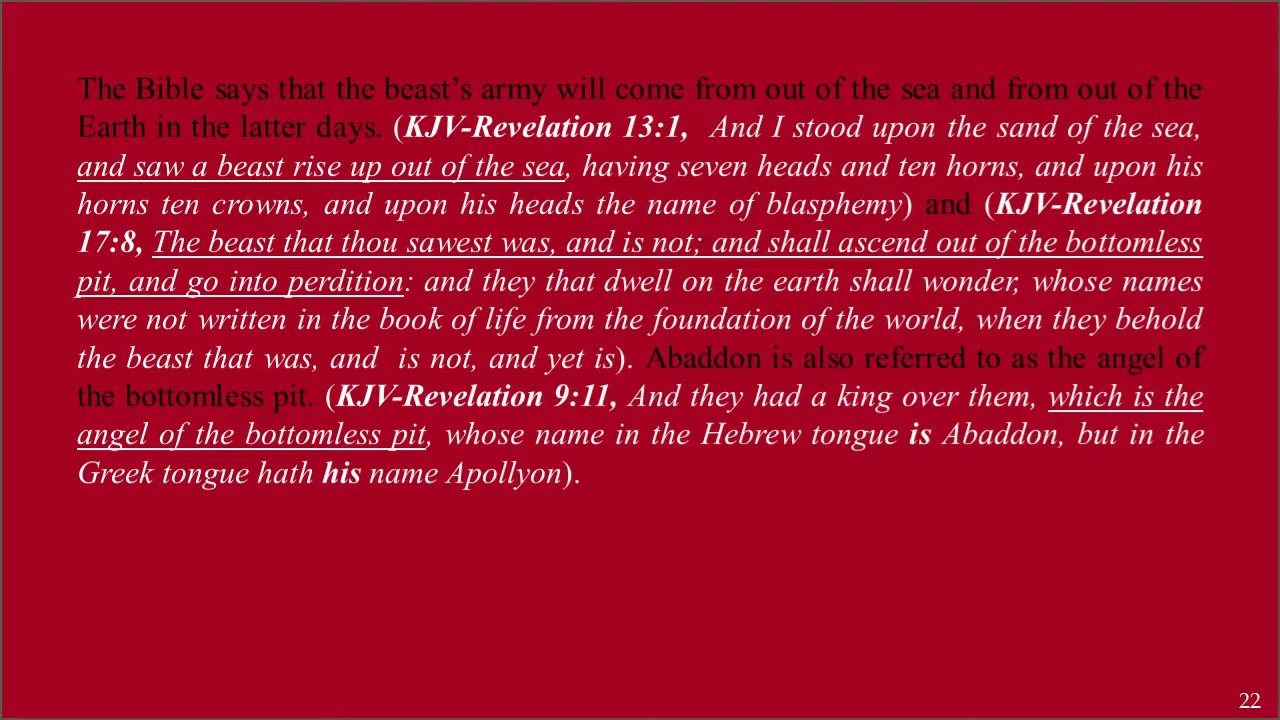 The Bible says that the beast’s army will come from out of the sea and from out of the
Earth in the latter days. (KJV-Revelation 13:1, And I stood upon the sand of the sea,
and saw a beast rise up out of the sea, having seven heads and ten horns, and upon his
horns ten crowns, and upon his heads the name of blasphemy) and (KJV-Revelation
17:8, The beast that thou sawest was, and is not; and shall ascend out of the bottomless
pit, and go into perdition: and they that dwell on the earth shall wonder, whose names
were not written in the book of life from the foundation of the world, when they behold
the beast that was, and is not, and yet is). Abaddon is also referred to as the angel of
the bottomless pit. (KJV-Revelation 9:11, And they had a king over them, which is the
angel of the bottomless pit, whose name in the Hebrew tongue is Abaddon, but in the
Greek tongue hath his name Apollyon).
22